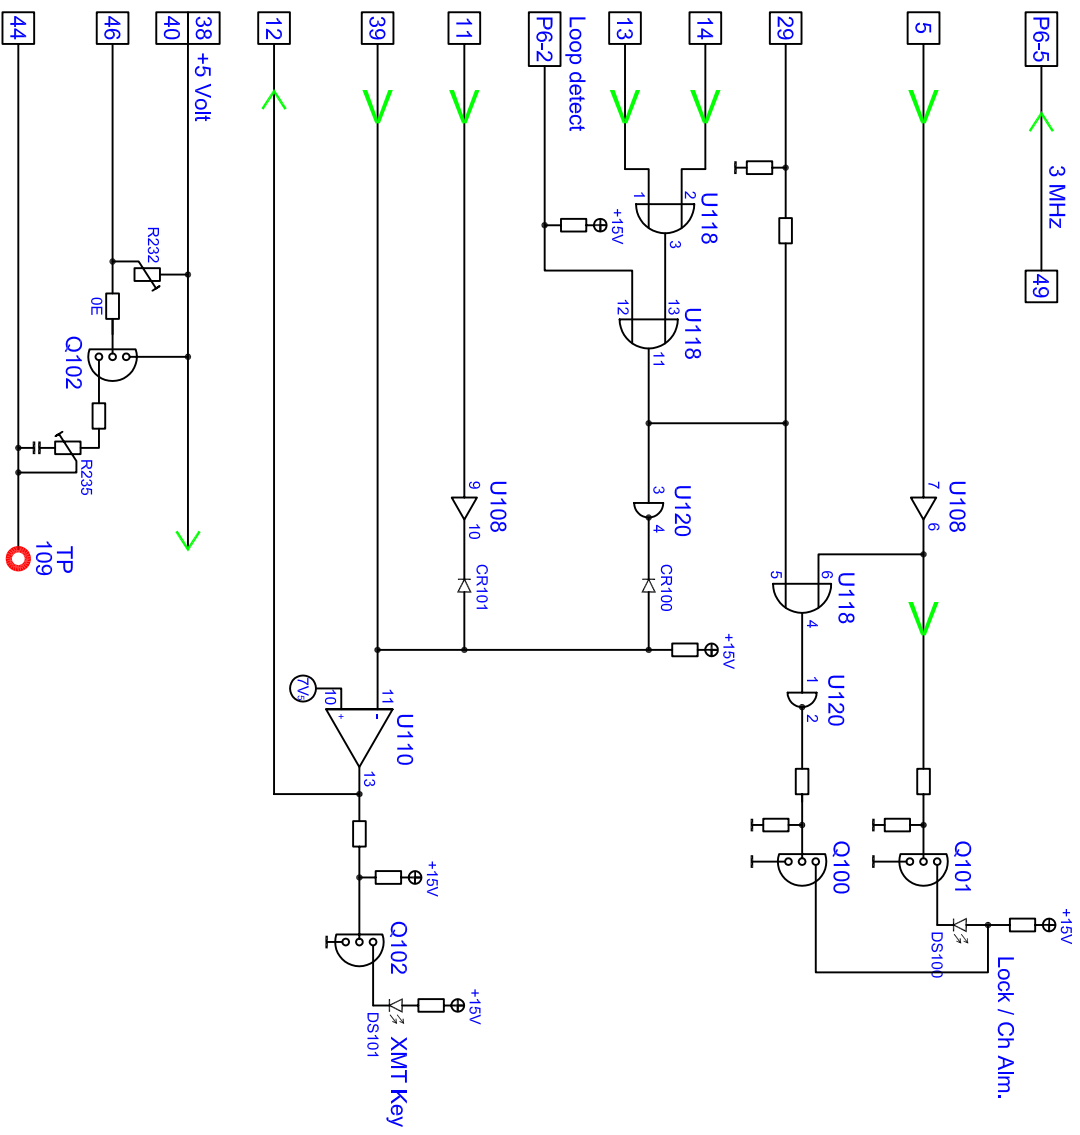 P6-5
3 MHz
49
5
7
U108
6
Q101
+15V
DS100
Lock / Ch Alm.
29
6
U118
5
4
1
U120
2
Q100
14
13
2
U118
1
3
+15V
Loop detect
P6-2
13
U118
12
11
3
U120
4
CR100
+15V
11
9
U108
10
CR101
39
11
-
U110
7V5
10
+
13
12
+15V
Q102
+15V
DS101
XMT Key
38
40
+5 Volt
46
R232
0E
Q102
R235
44
TP
109